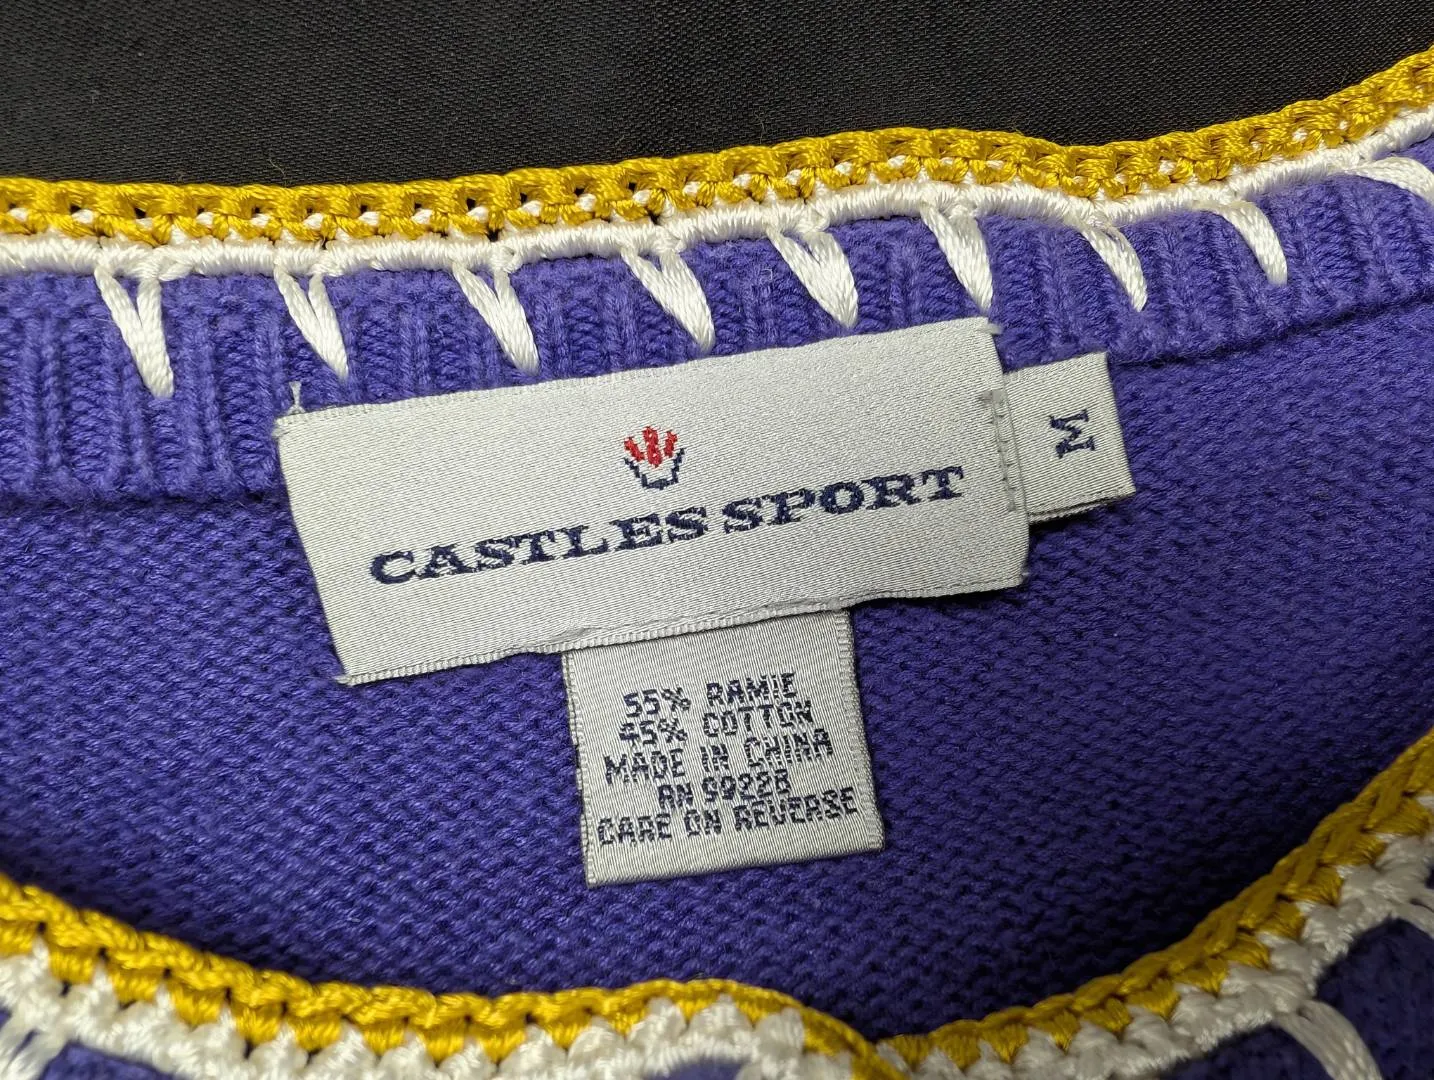 CASTLES SPORT
M
55% RAMIE
45% COTTON
MADE IN CHINA
RN 99228
CARE ON REVERSE